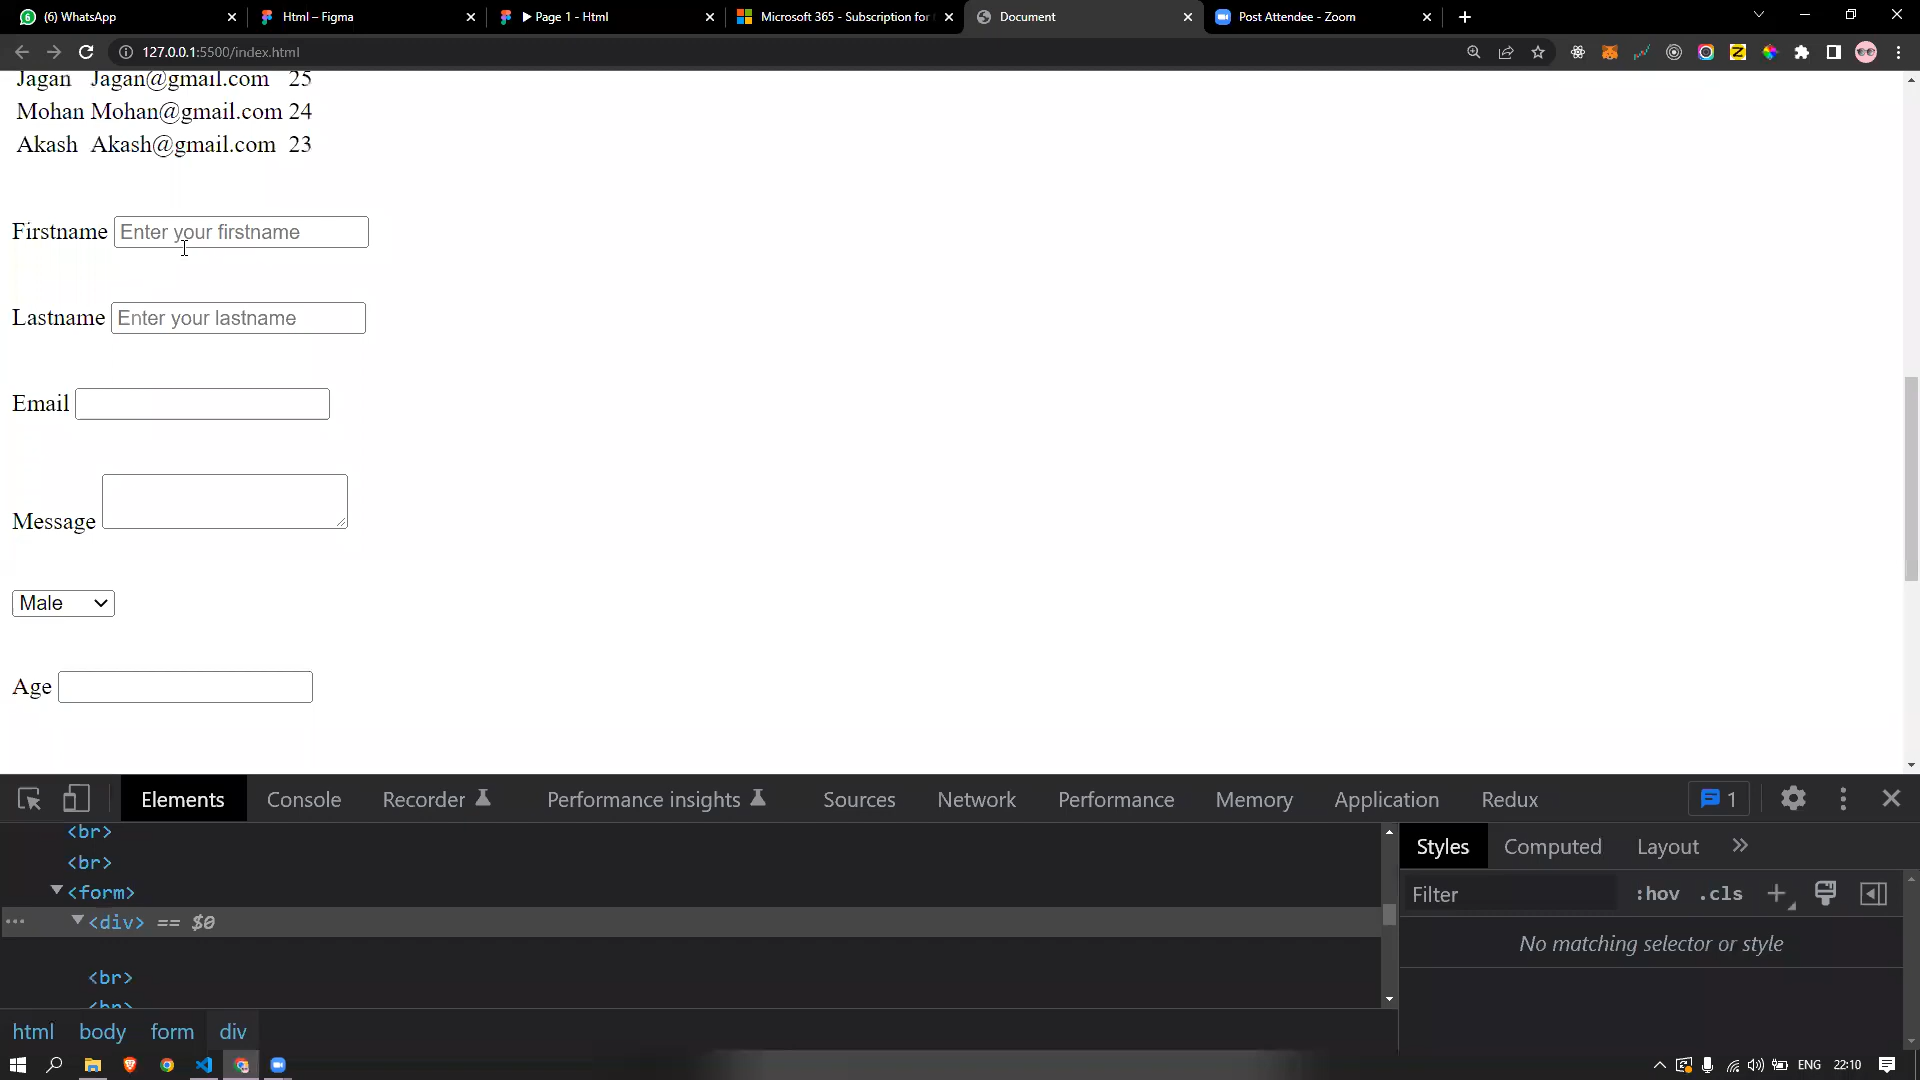 (6) WhatsApp
Html – Figma
▶ Page 1 - Html
Microsoft 365 - Subscription for
Document
Post Attendee - Zoom
127.0.0.1:5500/index.html
Jagan Jagan@gmail.com 25
Mohan Mohan@gmail.com 24
Akash Akash@gmail.com 23
Firstname Enter your firstname
Lastname Enter your lastname
Email
Message
Male
Age
Elements Console Recorder Performance insights Sources Network Performance Memory Application Redux 1
<br>
<br>
<form>
<div> == $0
<br>
<br>
html body form div
Styles Computed Layout »
Filter :hov .cls
No matching selector or style
ENG 22:10